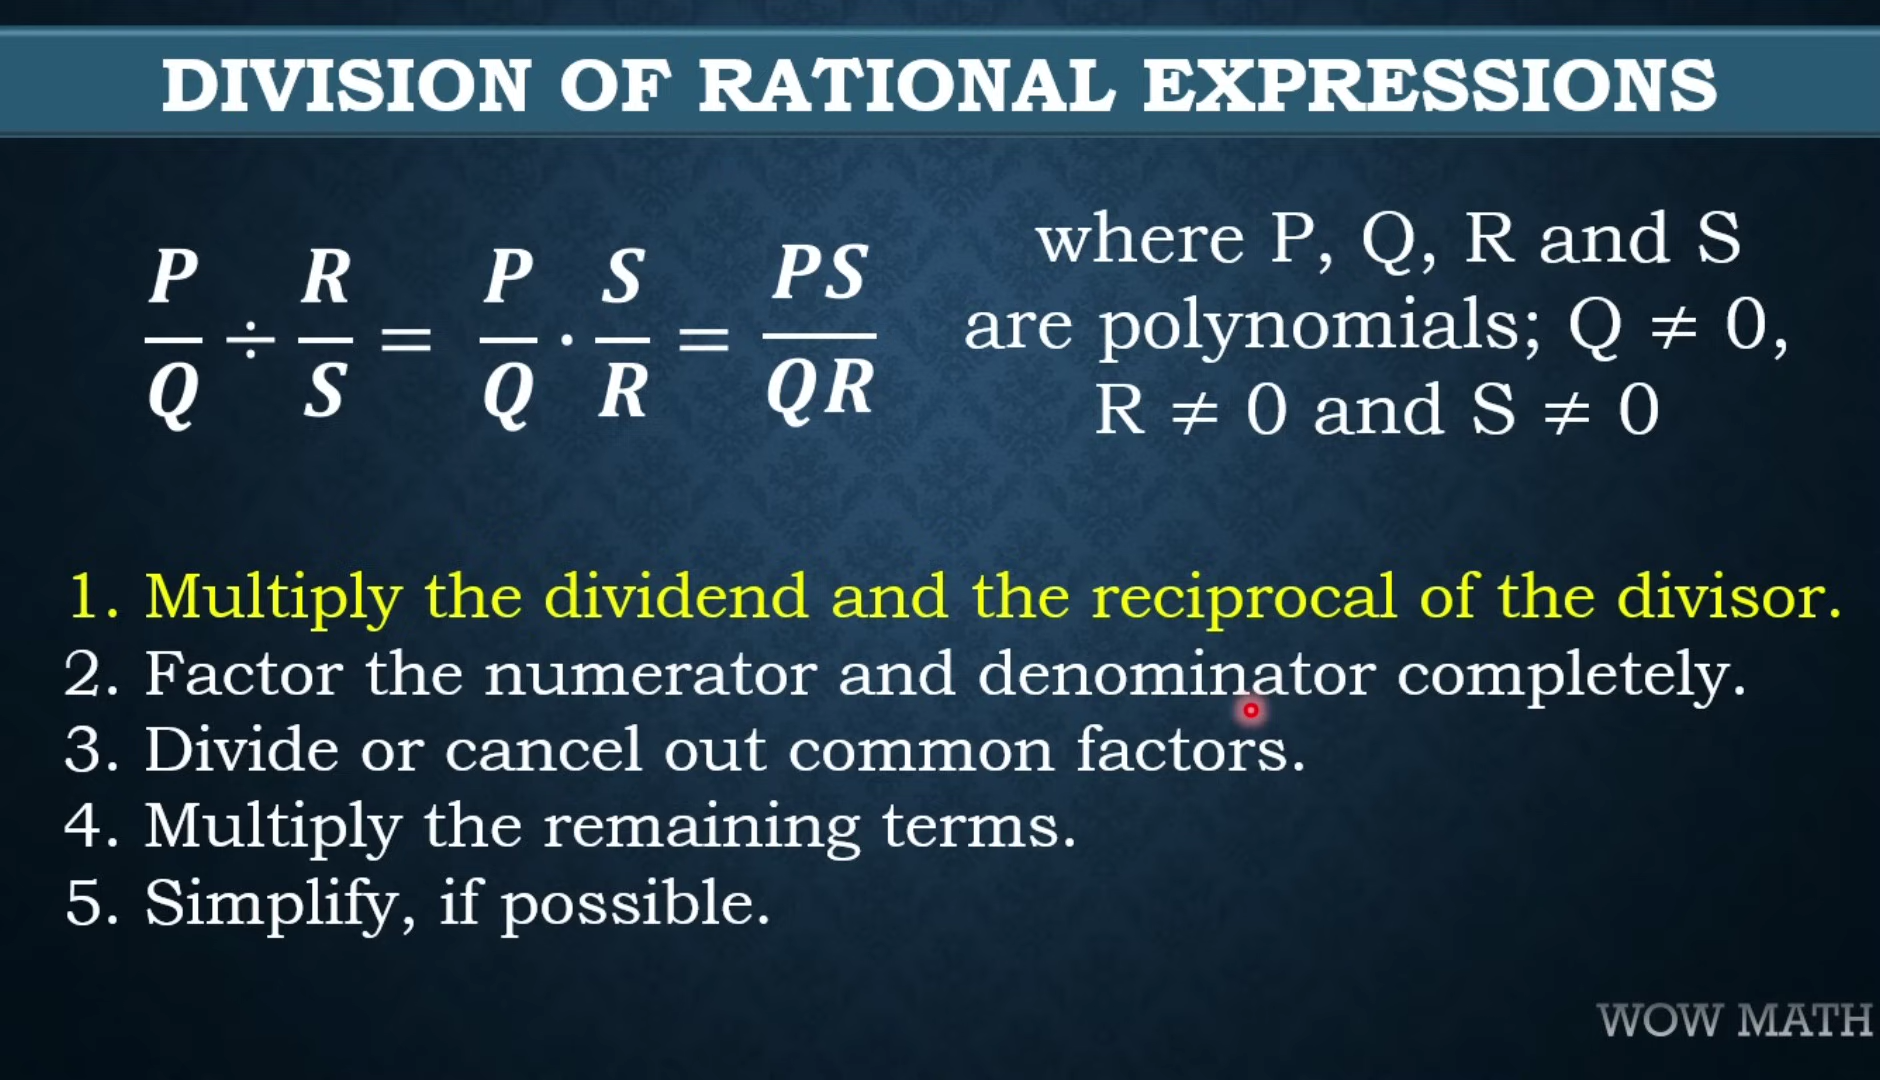 DIVISION OF RATIONAL EXPRESSIONS
P/Q ÷ R/S = P/Q · S/R = PS/QR
where P, Q, R and S
are polynomials; Q ≠ 0,
R ≠ 0 and S ≠ 0
1. Multiply the dividend and the reciprocal of the divisor.
2. Factor the numerator and denominator completely.
3. Divide or cancel out common factors.
4. Multiply the remaining terms.
5. Simplify, if possible.
WOW MATH